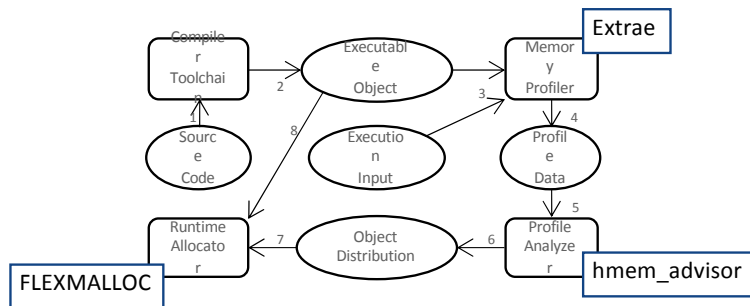 Extrae
Compile
r
Toolchai
n
Executabl
e
Object
Memor
y
Profiler
2
3
1
8
4
Sourc
e
Code
Executio
n
Input
Profil
e
Data
5
Runtime
Allocato
r
7
Object
Distribution
6
Profile
Analyze
r
FLEXMALLOC
hmem_advisor